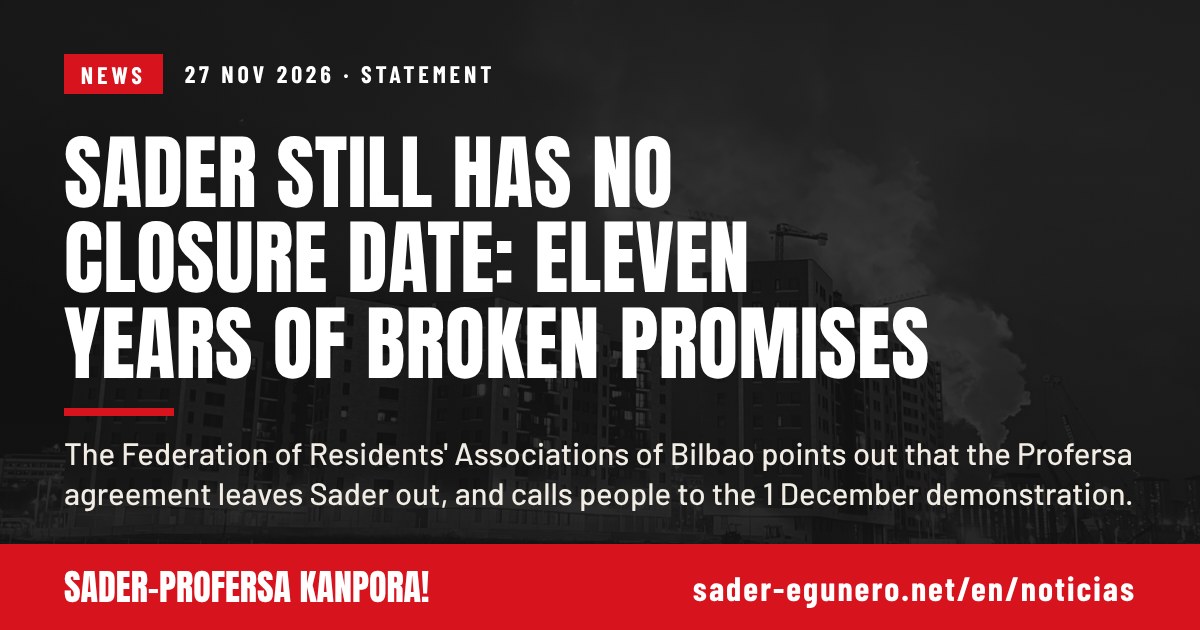 NEWS 27 NOV 2026 · STATEMENT
SADER STILL HAS NO
CLOSURE DATE: ELEVEN
YEARS OF BROKEN PROMISES
The Federation of Residents' Associations of Bilbao points out that the Profersa
agreement leaves Sader out, and calls people to the 1 December demonstration.
SADER-PROFERSA KANPORA! sader-egunero.net/en/noticias